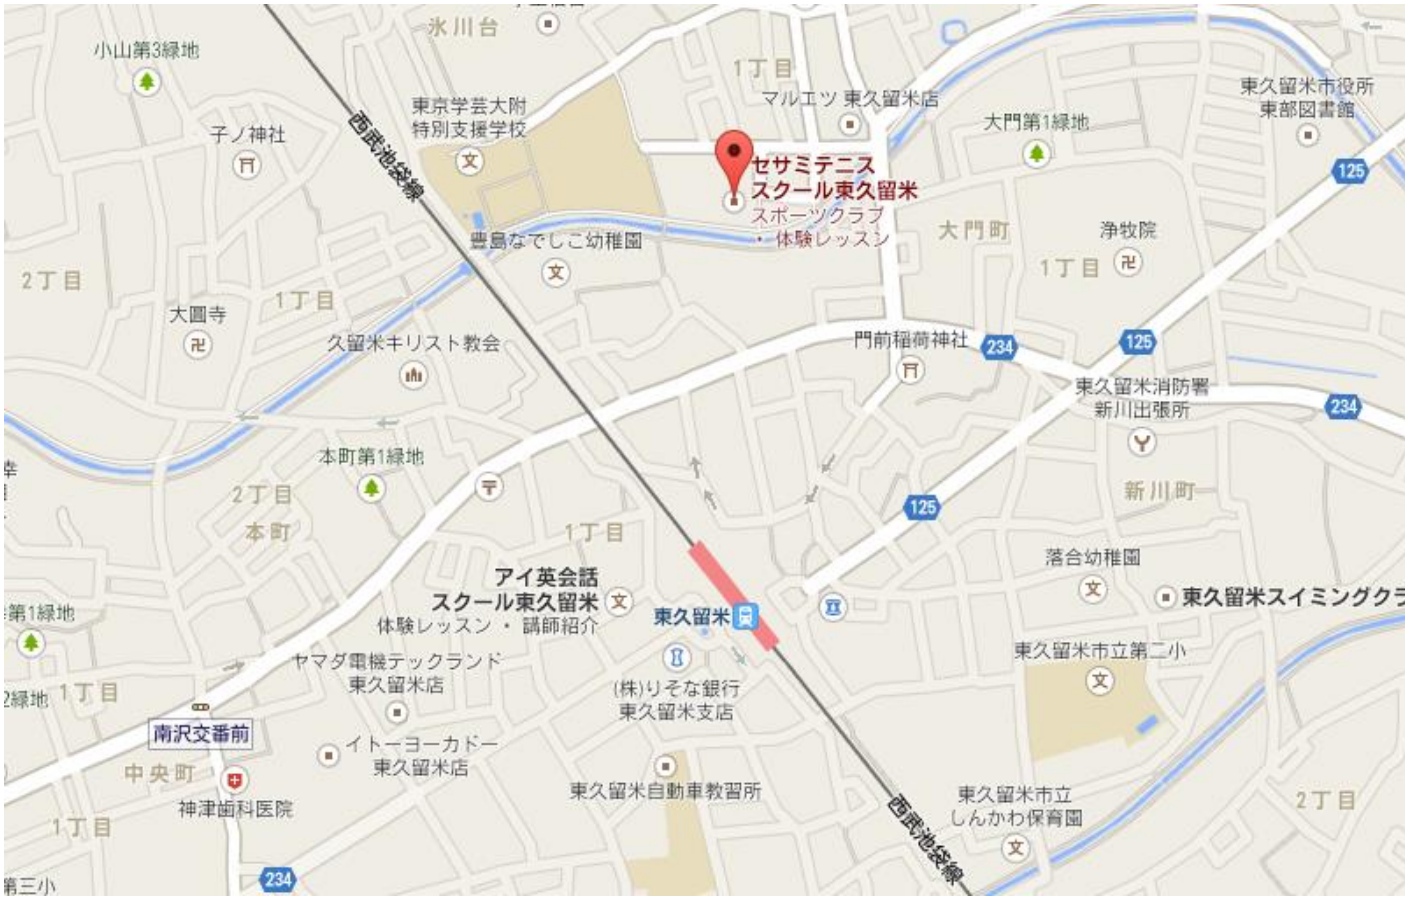 氷川台
小山第3緑地
1丁目
東久留米市役所
東部図書館
東京学芸大附
特別支援学校
マルエツ 東久留米店
大門第1緑地
子ノ神社
西武池袋線
セサミテニス
スクール東久留米
スポーツクラブ
・ 体験レッスン
125
大門町
浄牧院
1丁目
豊島なでしこ幼稚園
2丁目
1丁目
大圓寺
久留米キリスト教会
門前稲荷神社
234
125
東久留米消防署
新川出張所
234
本町第1緑地
2丁目
本町
新川町
125
1丁目
アイ英会話
スクール東久留米
体験レッスン ・ 講師紹介
東久留米
落合幼稚園
東久留米スイミングクラ
第1緑地
東久留米市立第二小
ヤマダ電機テックランド
東久留米店
(株)りそな銀行
東久留米支店
2緑地
1丁目
南沢交番前
イトーヨーカドー
東久留米店
中央町
神津歯科医院
東久留米自動車教習所
東久留米市立
しんかわ保育園
2丁目
1丁目
西武池袋線
234
第三小